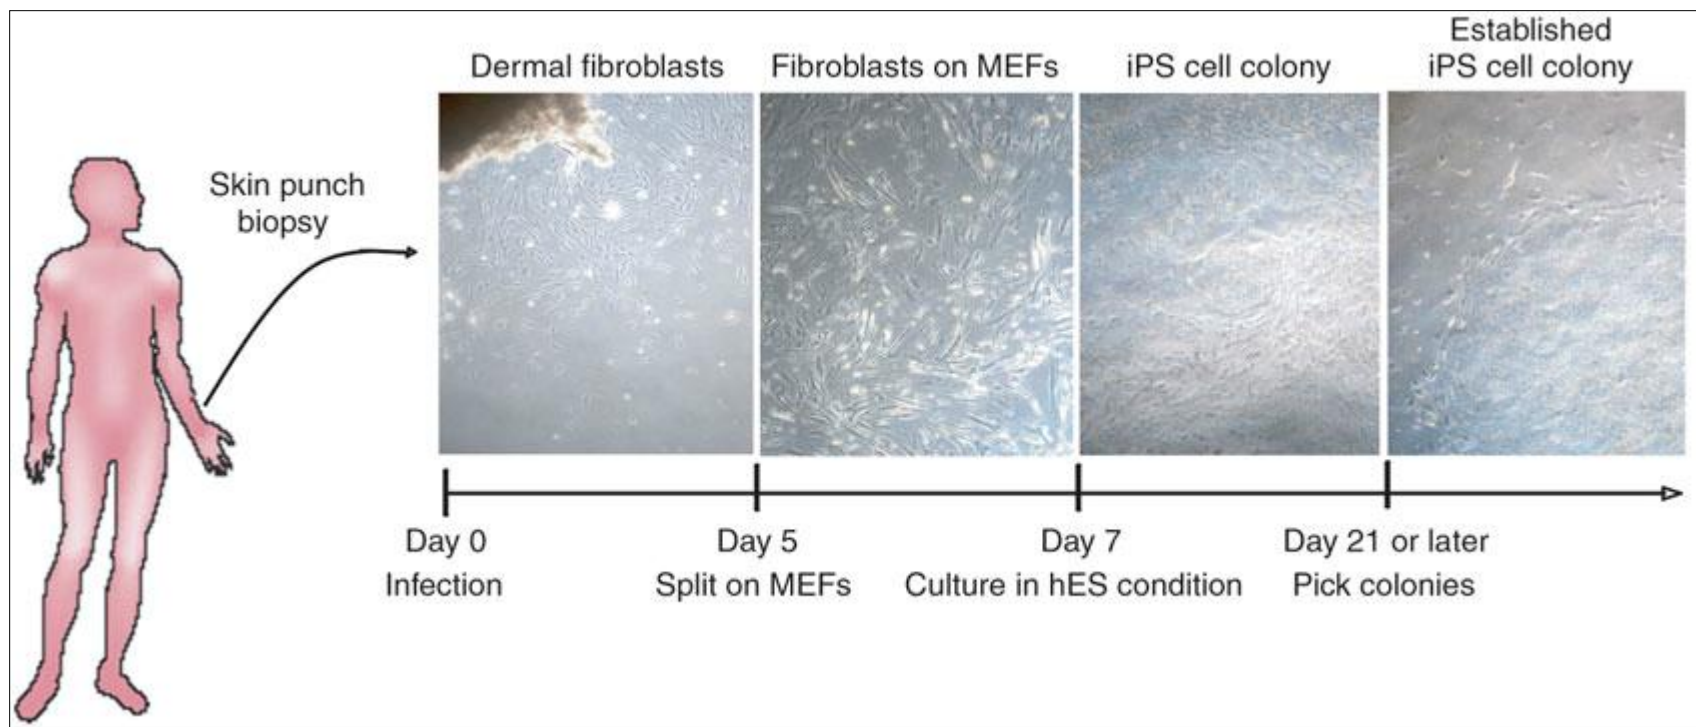 Skin punch
biopsy
Dermal fibroblasts
Fibroblasts on MEFs
iPS cell colony
Established
iPS cell colony
Day 0
Infection
Day 5
Split on MEFs
Day 7
Culture in hES condition
Day 21 or later
Pick colonies